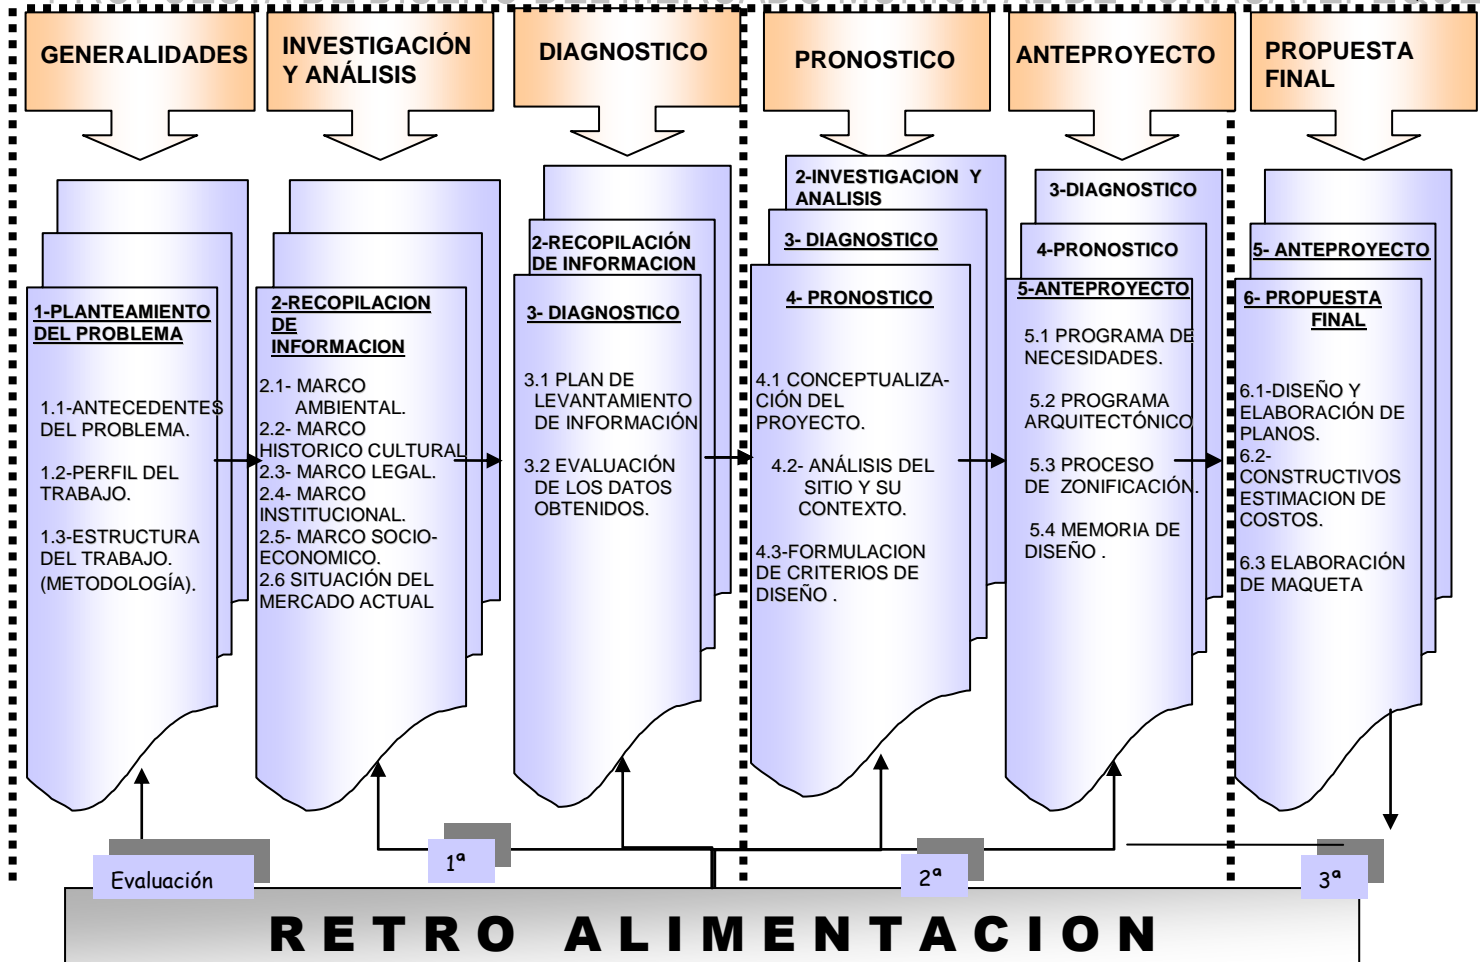 PROPUESTA DE DISEÑO DEL MERCADO MUNICIPAL DE
GENERALIDADES
INVESTIGACIÓN
Y ANÁLISIS
DIAGNOSTICO
PRONOSTICO
ANTEPROYECTO
PROPUESTA
FINAL
1-PLANTEAMIENTO
DEL PROBLEMA
1.1-ANTECEDENTES
DEL PROBLEMA.
1.2-PERFIL DEL
TRABAJO.
1.3-ESTRUCTURA
DEL TRABAJO.
(METODOLOGÍA).
2-RECOPILACION
DE
INFORMACION
2.1- MARCO
AMBIENTAL.
2.2- MARCO
HISTORICO CULTURAL
2.3- MARCO LEGAL.
2.4- MARCO
INSTITUCIONAL.
2.5- MARCO SOCIO-
ECONOMICO.
2.6 SITUACIÓN DEL
MERCADO ACTUAL
2-RECOPILACIÓN
DE INFORMACION
3- DIAGNOSTICO
3.1 PLAN DE
LEVANTAMIENTO
DE INFORMACIÓN
3.2 EVALUACIÓN
DE LOS DATOS
OBTENIDOS.
2-INVESTIGACION Y
ANALISIS
3- DIAGNOSTICO
4- PRONOSTICO
4.1 CONCEPTUALIZA-
CIÓN DEL
PROYECTO.
4.2- ANÁLISIS DEL
SITIO Y SU
CONTEXTO.
4.3-FORMULACION
DE CRITERIOS DE
DISEÑO .
3-DIAGNOSTICO
4-PRONOSTICO
5-ANTEPROYECTO
5.1 PROGRAMA DE
NECESIDADES.
5.2 PROGRAMA
ARQUITECTÓNICO
5.3 PROCESO
DE ZONIFICACIÓN.
5.4 MEMORIA DE
DISEÑO .
5- ANTEPROYECTO
6- PROPUESTA
FINAL
6.1-DISEÑO Y
ELABORACIÓN DE
PLANOS.
6.2-
CONSTRUCTIVOS
ESTIMACION DE
COSTOS.
6.3 ELABORACIÓN
DE MAQUETA
Evaluación
1ª
2ª
3ª
RETRO ALIMENTACION